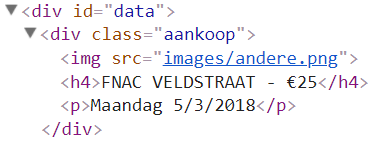 ▼<div id="data">
▼<div class="aankoop">
<img src="images/andere.png">
<h4>FNAC VELDSTRAAT - €25</h4>
<p>Maandag 5/3/2018</p>
</div>